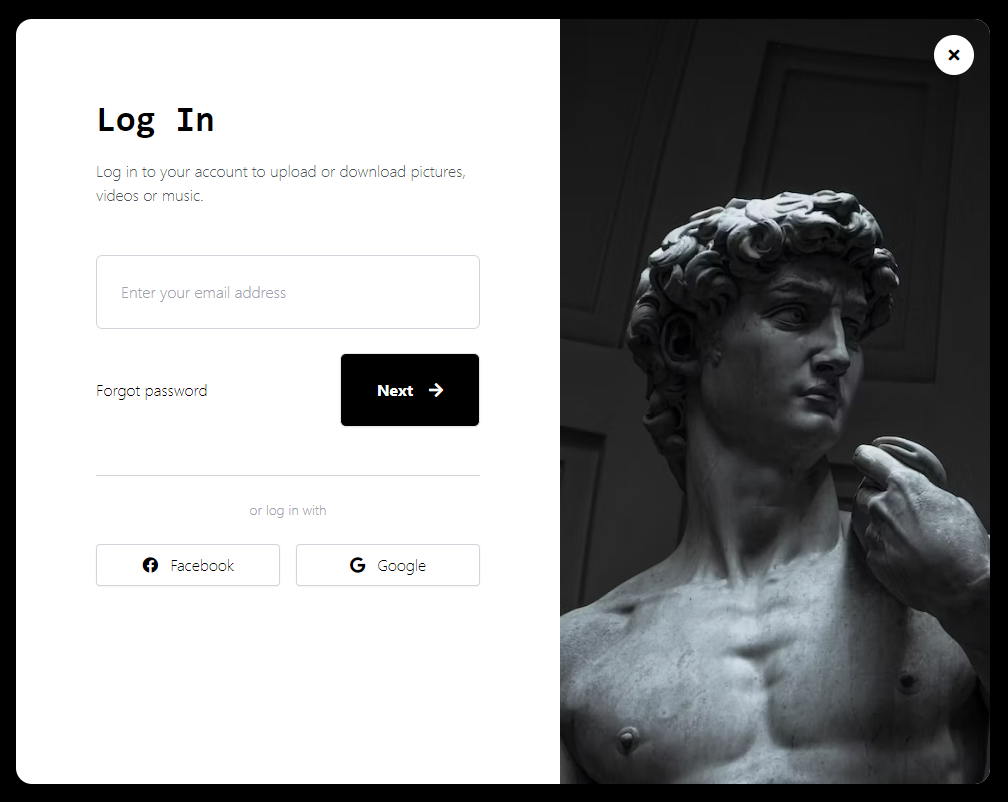 Log In
Log in to your account to upload or download pictures,
videos or music.
Enter your email address
Forgot password
Next
or log in with
Facebook
Google